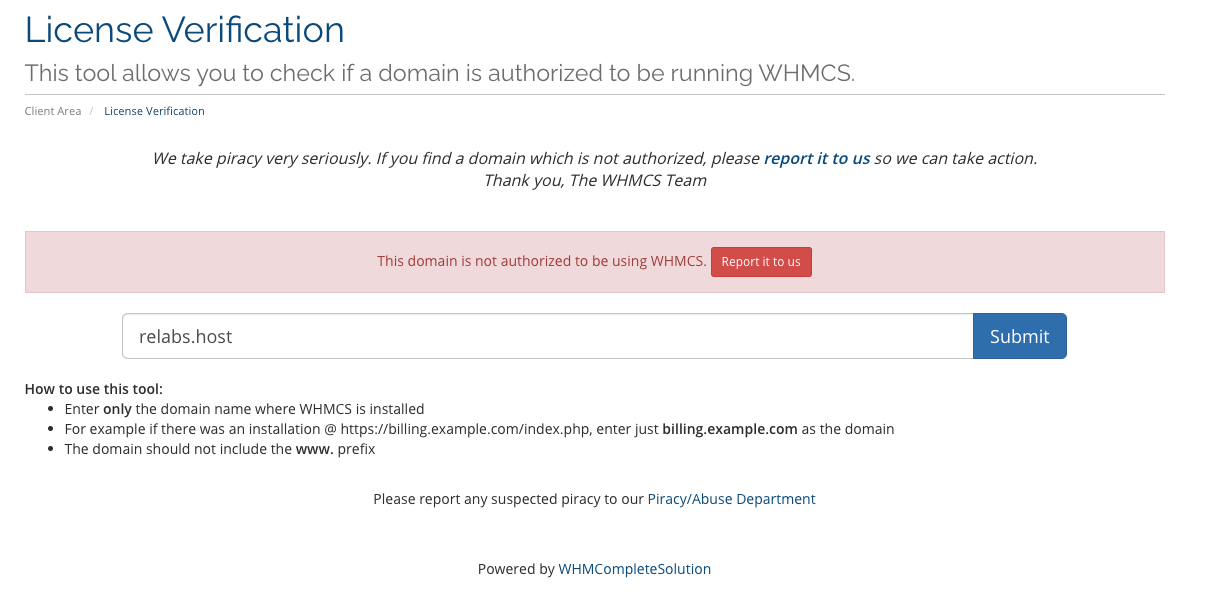 License Verification
This tool allows you to check if a domain is authorized to be running WHMCS.
Client Area / License Verification
We take piracy very seriously. If you find a domain which is not authorized, please report it to us so we can take action.
Thank you, The WHMCS Team
This domain is not authorized to be using WHMCS. Report it to us
relabs.host Submit
How to use this tool:
• Enter only the domain name where WHMCS is installed
• For example if there was an installation @ https://billing.example.com/index.php, enter just billing.example.com as the domain
• The domain should not include the www. prefix
Please report any suspected piracy to our Piracy/Abuse Department
Powered by WHMCompleteSolution